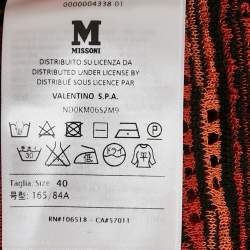 0000004338 01
M
MISSONI
DISTRIBUITO SU LICENZA DA
DISTRIBUTED UNDER LICENSE BY
DISTRIBUÉ SOUS LICENCE PAR
VALENTINO S.P.A.
ND0KM0652M9
Taglia, Size 40
号型: 165/84A
RN#106518 - CA#57011